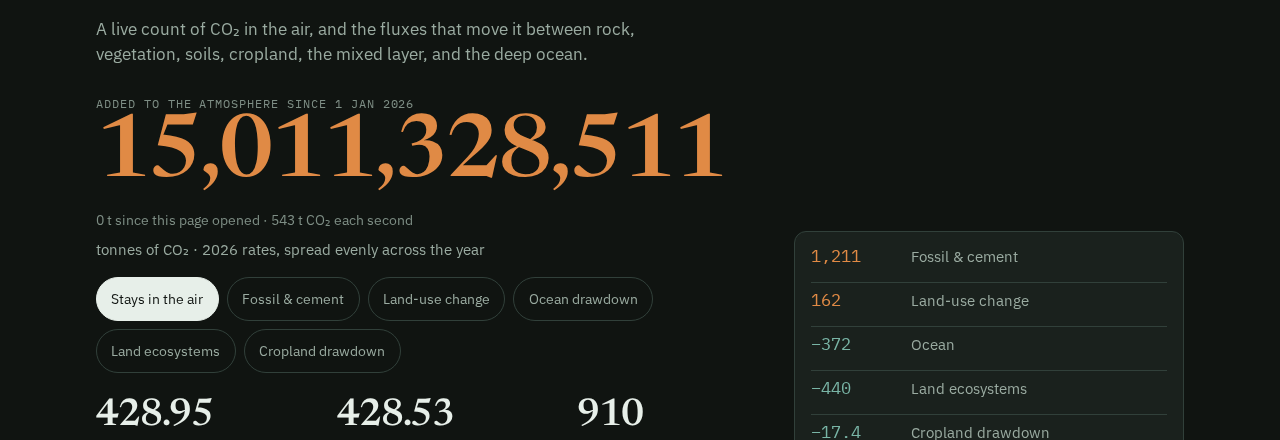 A live count of CO₂ in the air, and the fluxes that move it between rock,
vegetation, soils, cropland, the mixed layer, and the deep ocean.
ADDED TO THE ATMOSPHERE SINCE 1 JAN 2026
15,011,328,511
0 t since this page opened · 543 t CO₂ each second
tonnes of CO₂ · 2026 rates, spread evenly across the year
Stays in the air
Fossil & cement
Land-use change
Ocean drawdown
Land ecosystems
Cropland drawdown
428.95
428.53
910
1,211 Fossil & cement
162 Land-use change
−372 Ocean
−440 Land ecosystems
−17.4 Cropland drawdown